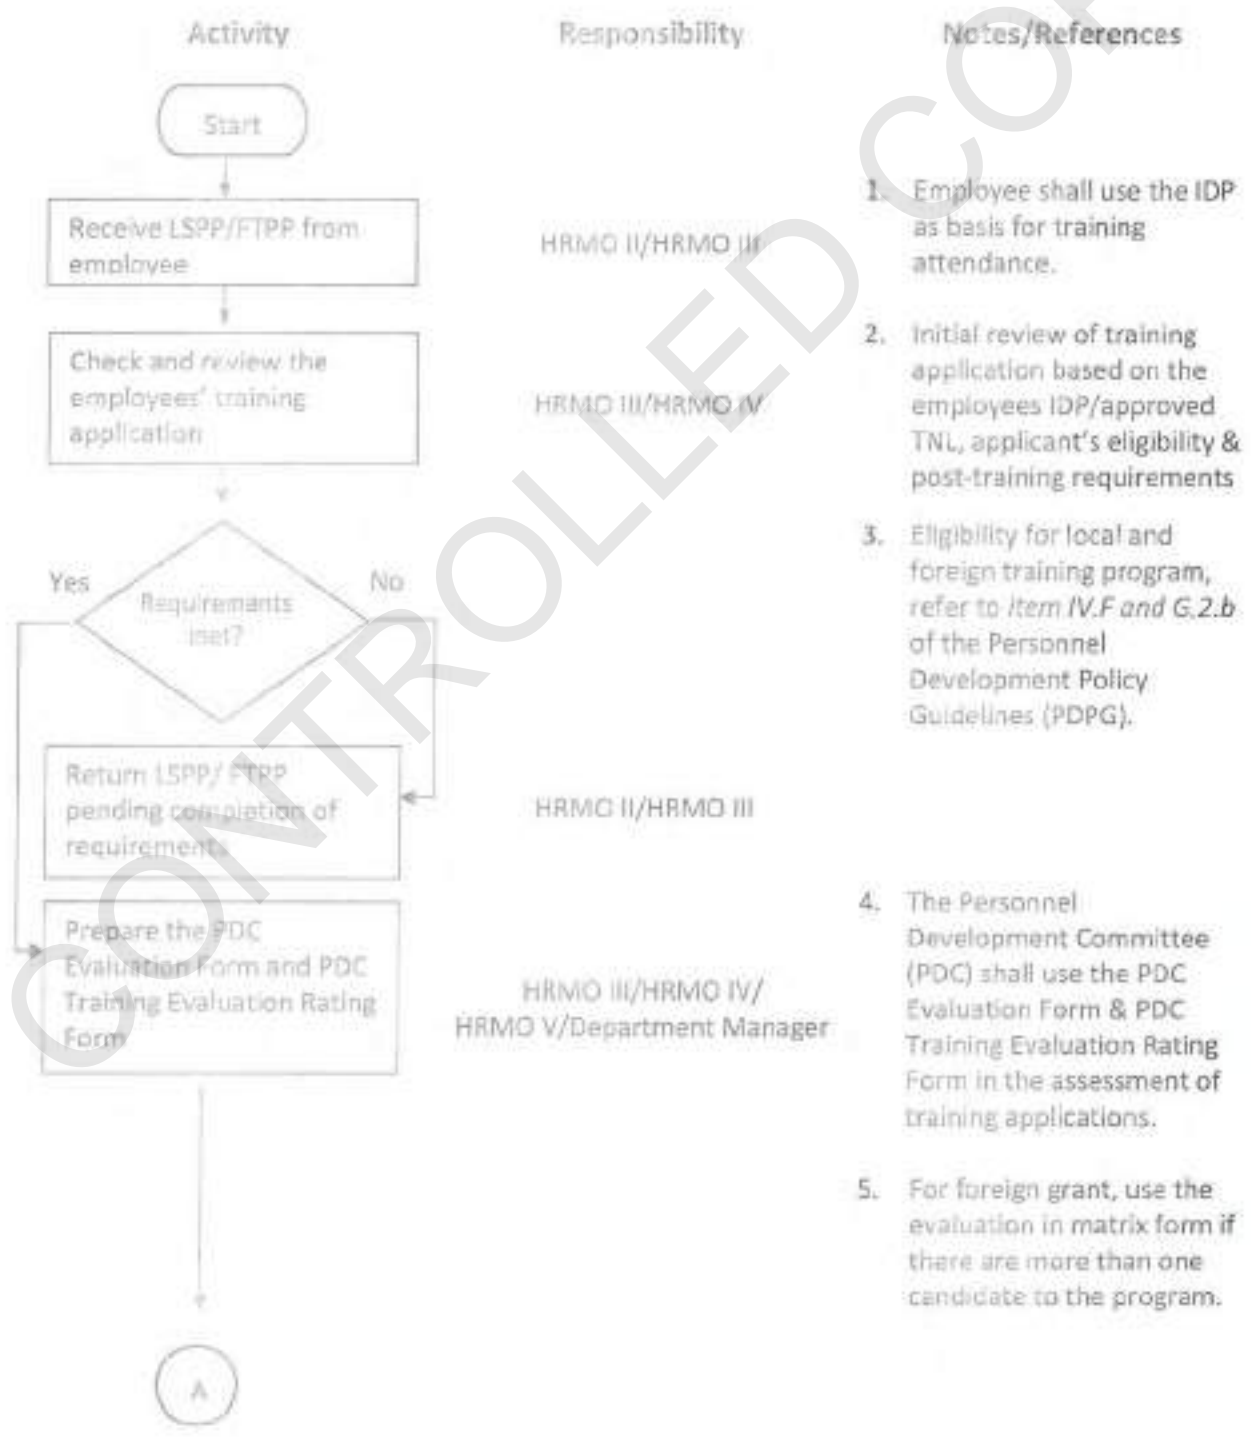 Activity
Responsibility
Notes/References
Start
Receive LSPP/FTPP from
employee
HRMO II/HRMO III
1. Employee shall use the IDP
as basis for training
attendance.
Check and review the
employees' training
application
HRMO III/HRMO IV
2. Initial review of training
application based on the
employees IDP/approved
TNL, applicant's eligibility &
post-training requirements
Yes
No
Requirements
met?
3. Eligibility for local and
foreign training program,
refer to Item IV.F and G.2.b
of the Personnel
Development Policy
Guidelines (PDPG).
Return LSPP/ FTPP
pending completion of
requirements
HRMO II/HRMO III
Prepare the PDC
Evaluation Form and PDC
Training Evaluation Rating
Form
HRMO III/HRMO IV/
HRMO V/Department Manager
4. The Personnel
Development Committee
(PDC) shall use the PDC
Evaluation Form & PDC
Training Evaluation Rating
Form in the assessment of
training applications.
5. For foreign grant, use the
evaluation in matrix form if
there are more than one
candidate to the program.
A
CONTROLLED COP